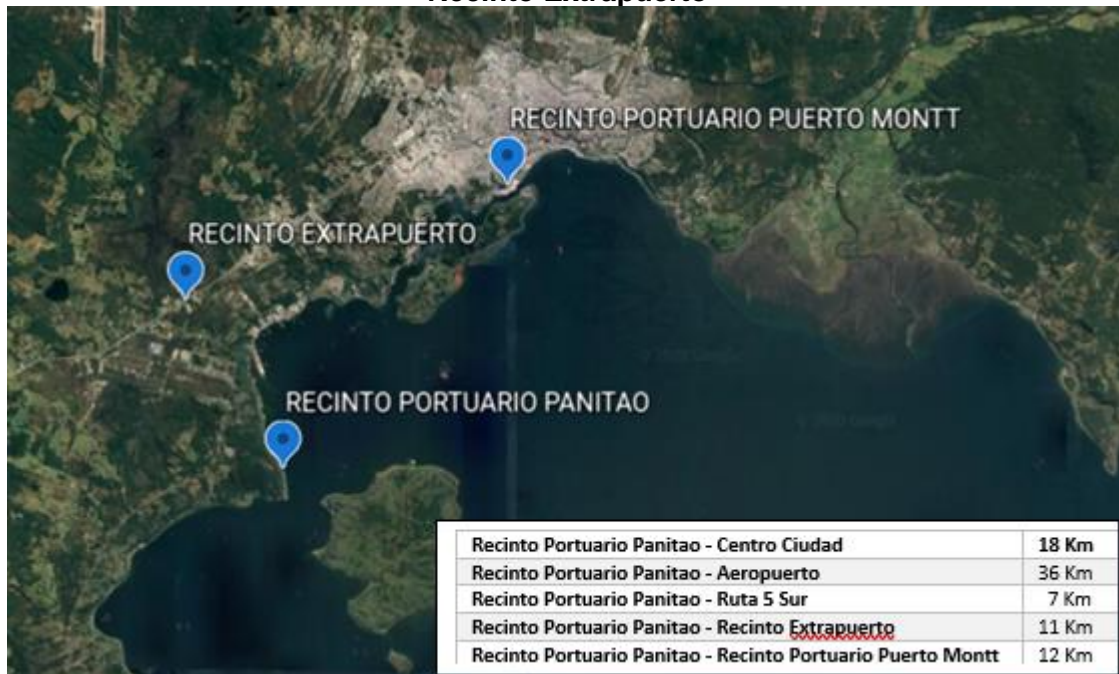 Recinto Extrapuerto
RECINTO PORTUARIO PUERTO MONTT
RECINTO EXTRAPUERTO
RECINTO PORTUARIO PANITAO
Recinto Portuario Panitao - Centro Ciudad 18 Km
Recinto Portuario Panitao - Aeropuerto 36 Km
Recinto Portuario Panitao - Ruta 5 Sur 7 Km
Recinto Portuario Panitao - Recinto Extrapuerto 11 Km
Recinto Portuario Panitao - Recinto Portuario Puerto Montt 12 Km